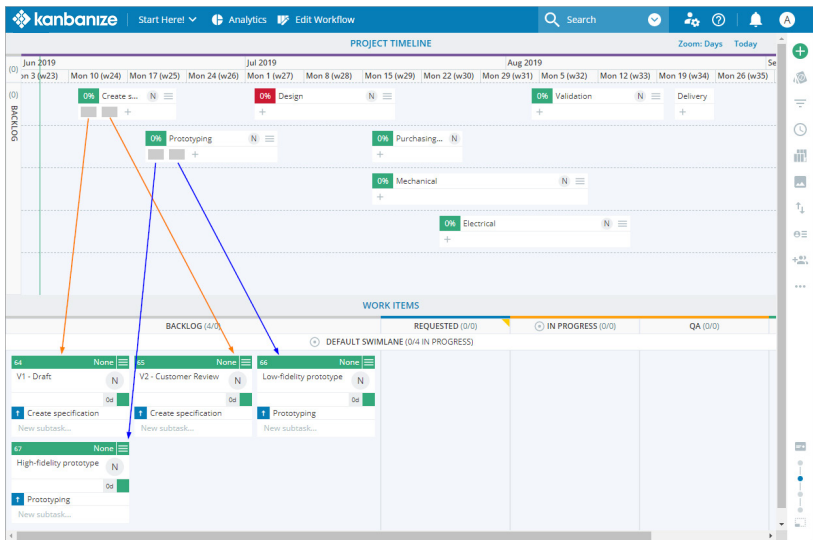 kanbanize Start Here! Analytics Edit Workflow Search A
PROJECT TIMELINE Zoom: Days Today
Jun 2019 Jul 2019 Aug 2019 Se
(0) n 3 (w23) Mon 10 (w24) Mon 17 (w25) Mon 24 (w26) Mon 1 (w27) Mon 8 (w28) Mon 15 (w29) Mon 22 (w30) Mon 29 (w31) Mon 5 (w32) Mon 12 (w33) Mon 19 (w34) Mon 26 (w35)
(0) BACKLOG
0% Create s... N 0% Design N 0% Validation N Delivery
+ + + +
0% Prototyping N 0% Purchasing... N
+ +
0% Mechanical N
+
0% Electrical N
+
WORK ITEMS
BACKLOG (4/0) REQUESTED (0/0) IN PROGRESS (0/0) QA (0/0)
DEFAULT SWIMLANE (0/4 IN PROGRESS)
64 None 65 None 66 None
V1 - Draft N V2 - Customer Review N Low-fidelity prototype N
0d 0d 0d
Create specification Create specification Prototyping
New subtask... New subtask... New subtask...
67 None
High-fidelity prototype N
0d
Prototyping
New subtask...